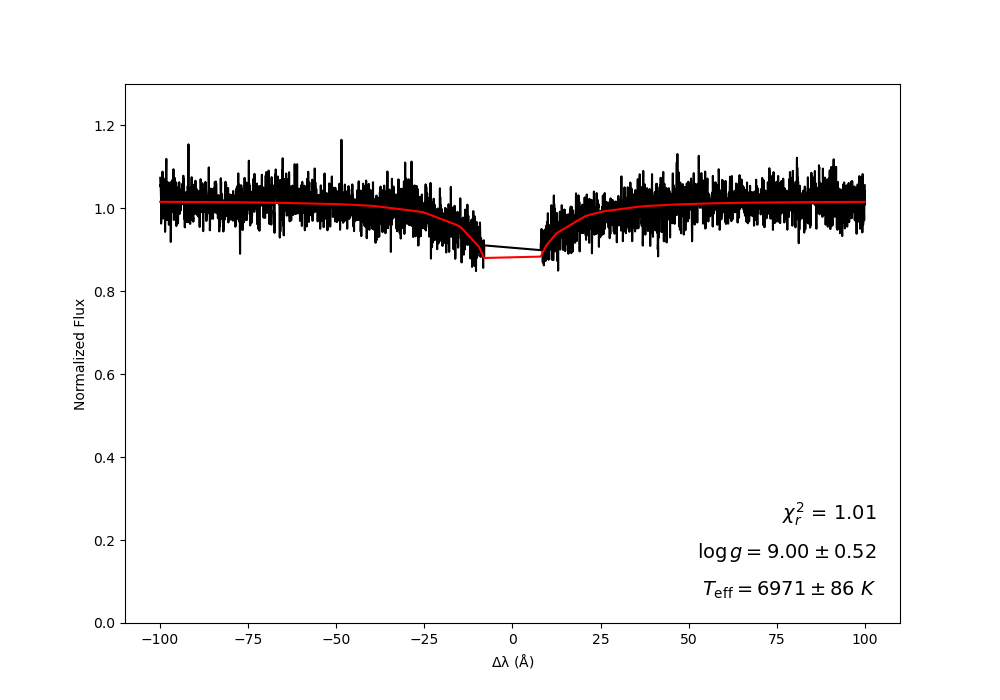 1.2
1.0
0.8
0.6
0.4
0.2
0.0
Normalized Flux
χ²ᵣ = 1.01
log g = 9.00 ± 0.52
T_eff = 6971 ± 86 K
−100 −75 −50 −25 0 25 50 75 100
Δλ (Å)